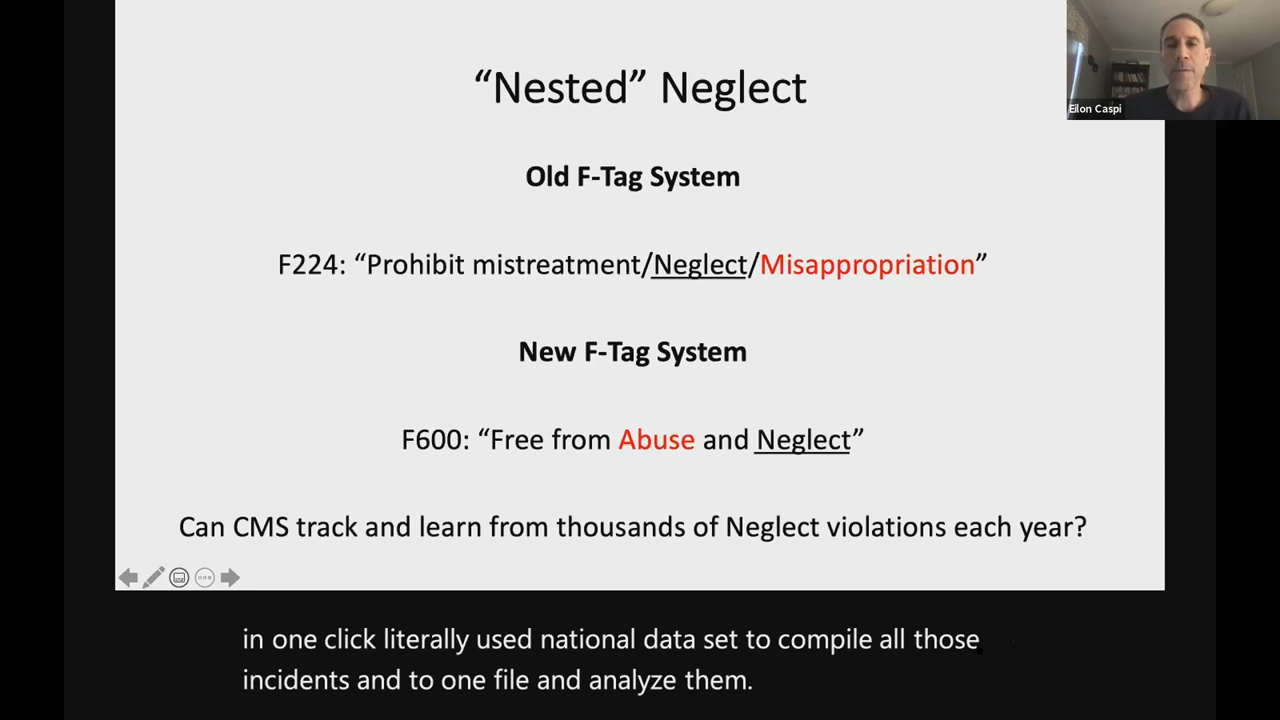 “Nested” Neglect
Eilon Caspi
Old F-Tag System
F224: “Prohibit mistreatment/Neglect/Misappropriation”
New F-Tag System
F600: “Free from Abuse and Neglect”
Can CMS track and learn from thousands of Neglect violations each year?
in one click literally used national data set to compile all those
incidents and to one file and analyze them.